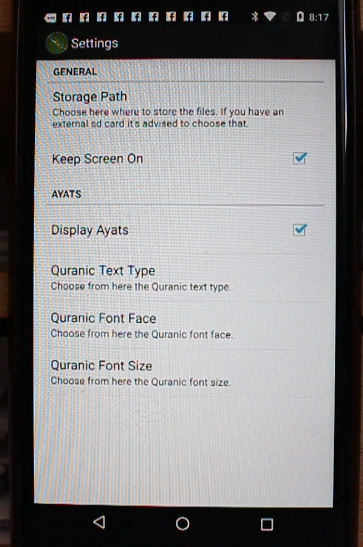 8:17
Settings
GENERAL
Storage Path
Choose here where to store the files. If you have an
external sd card it's advised to choose that.
Keep Screen On
AYATS
Display Ayats
Quranic Text Type
Choose from here the Quranic text type.
Quranic Font Face
Choose from here the Quranic font face.
Quranic Font Size
Choose from here the Quranic font size.